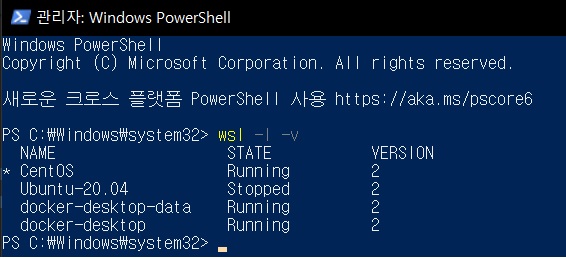 관리자: Windows PowerShell
Windows PowerShell
Copyright (C) Microsoft Corporation. All rights reserved.
새로운 크로스 플랫폼 PowerShell 사용 https://aka.ms/pscore6
PS C:₩Windows₩system32> wsl -l -v
  NAME                   STATE           VERSION
* CentOS                 Running         2
  Ubuntu-20.04           Stopped         2
  docker-desktop-data    Running         2
  docker-desktop         Running         2
PS C:₩Windows₩system32>